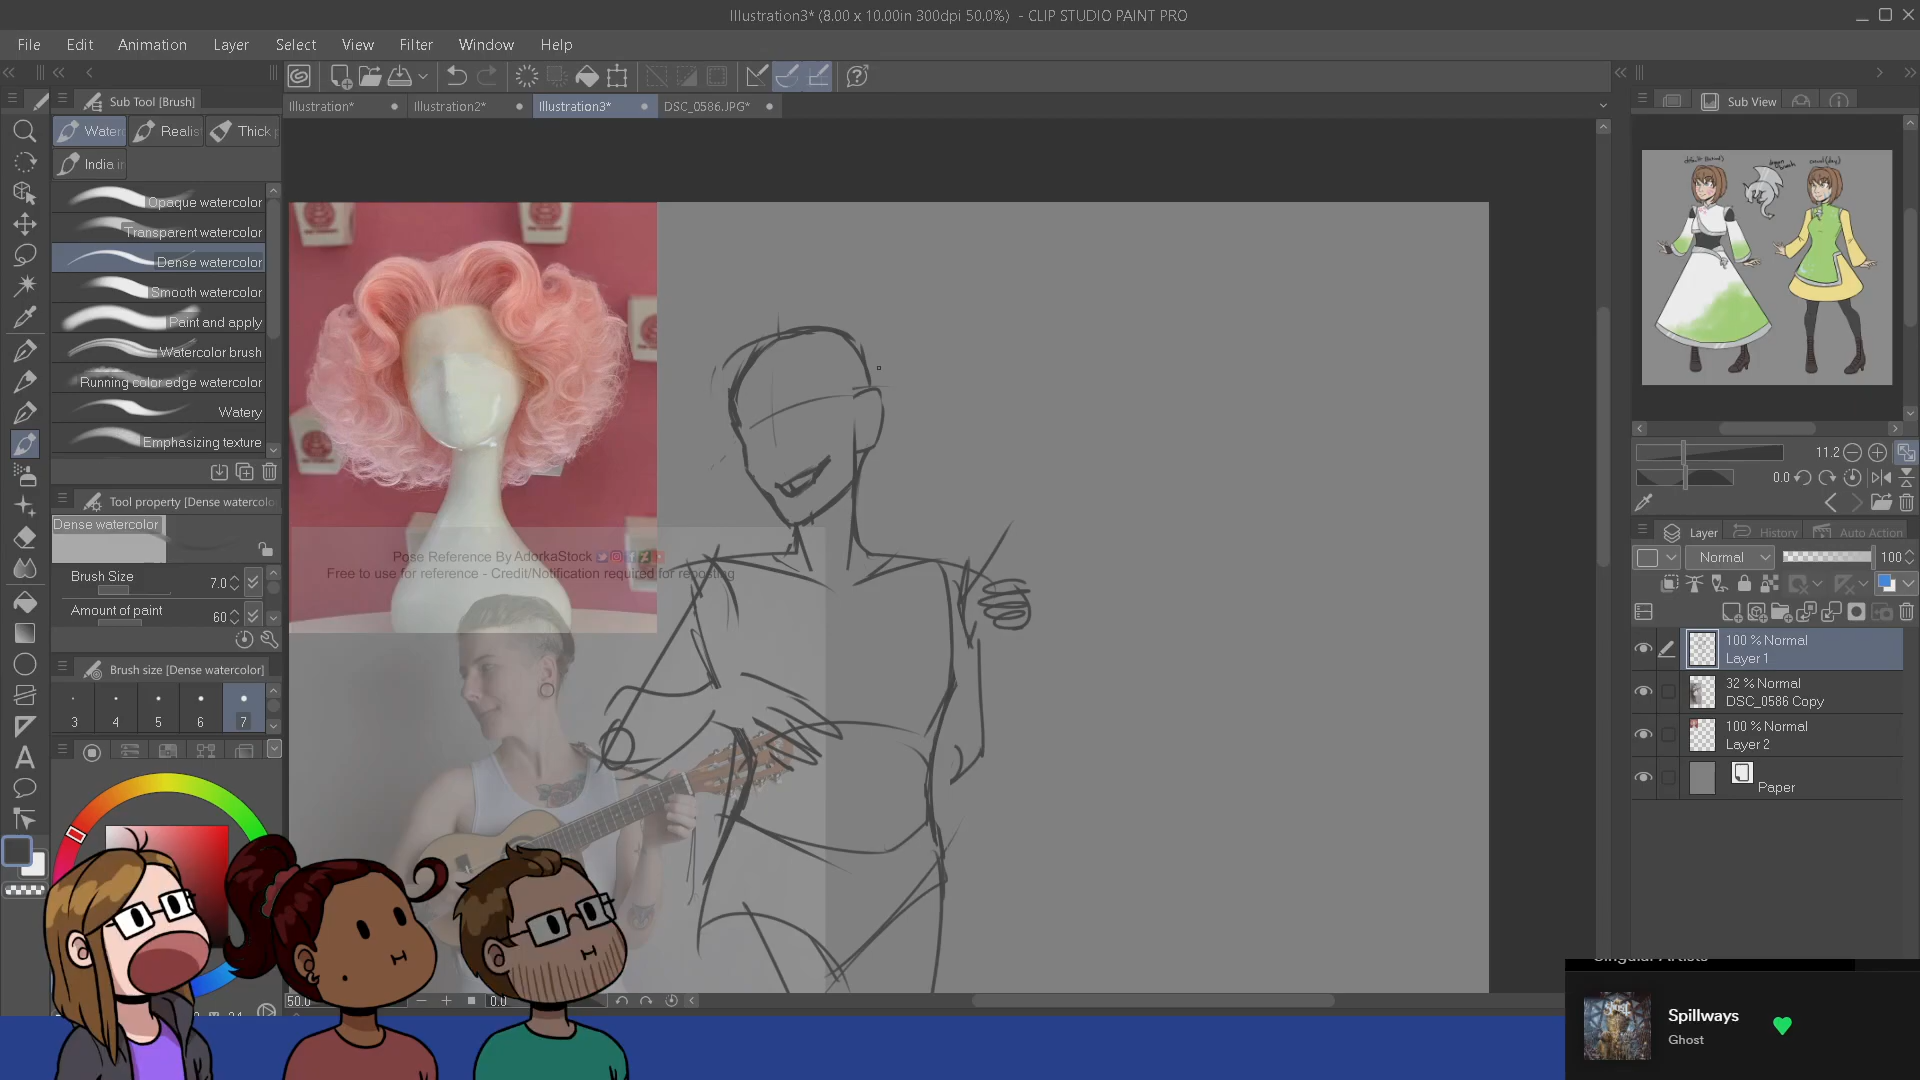 Illustration3* (8.00 x 10.00in 300dpi 50.0%) - CLIP STUDIO PAINT PRO
File Edit Animation Layer Select View Filter Window Help
Sub Tool [Brush]
Illustration* Illustration2* Illustration3* DSC_0586.JPG*
Sub View
Waterc Realis Thick
India in
Opaque watercolor
Transparent watercolor
Dense watercolor
Smooth watercolor
Paint and apply
Watercolor brush
Running color edge watercolor
Watery
Emphasizing texture
Tool property [Dense watercolor
Dense watercolor
Brush Size 7.0
Amount of paint 60
Brush size [Dense watercolor]
3 4 5 6 7
Pose Reference By AdorkaStock
Free to use for reference - Credit/Notification required for reposting
50.0 0.0
11.2
0.0
Layer History Auto Action
Normal 100
100 % Normal
Layer 1
32 % Normal
DSC_0586 Copy
100 % Normal
Layer 2
Paper
Singular Artists
Spillways
Ghost